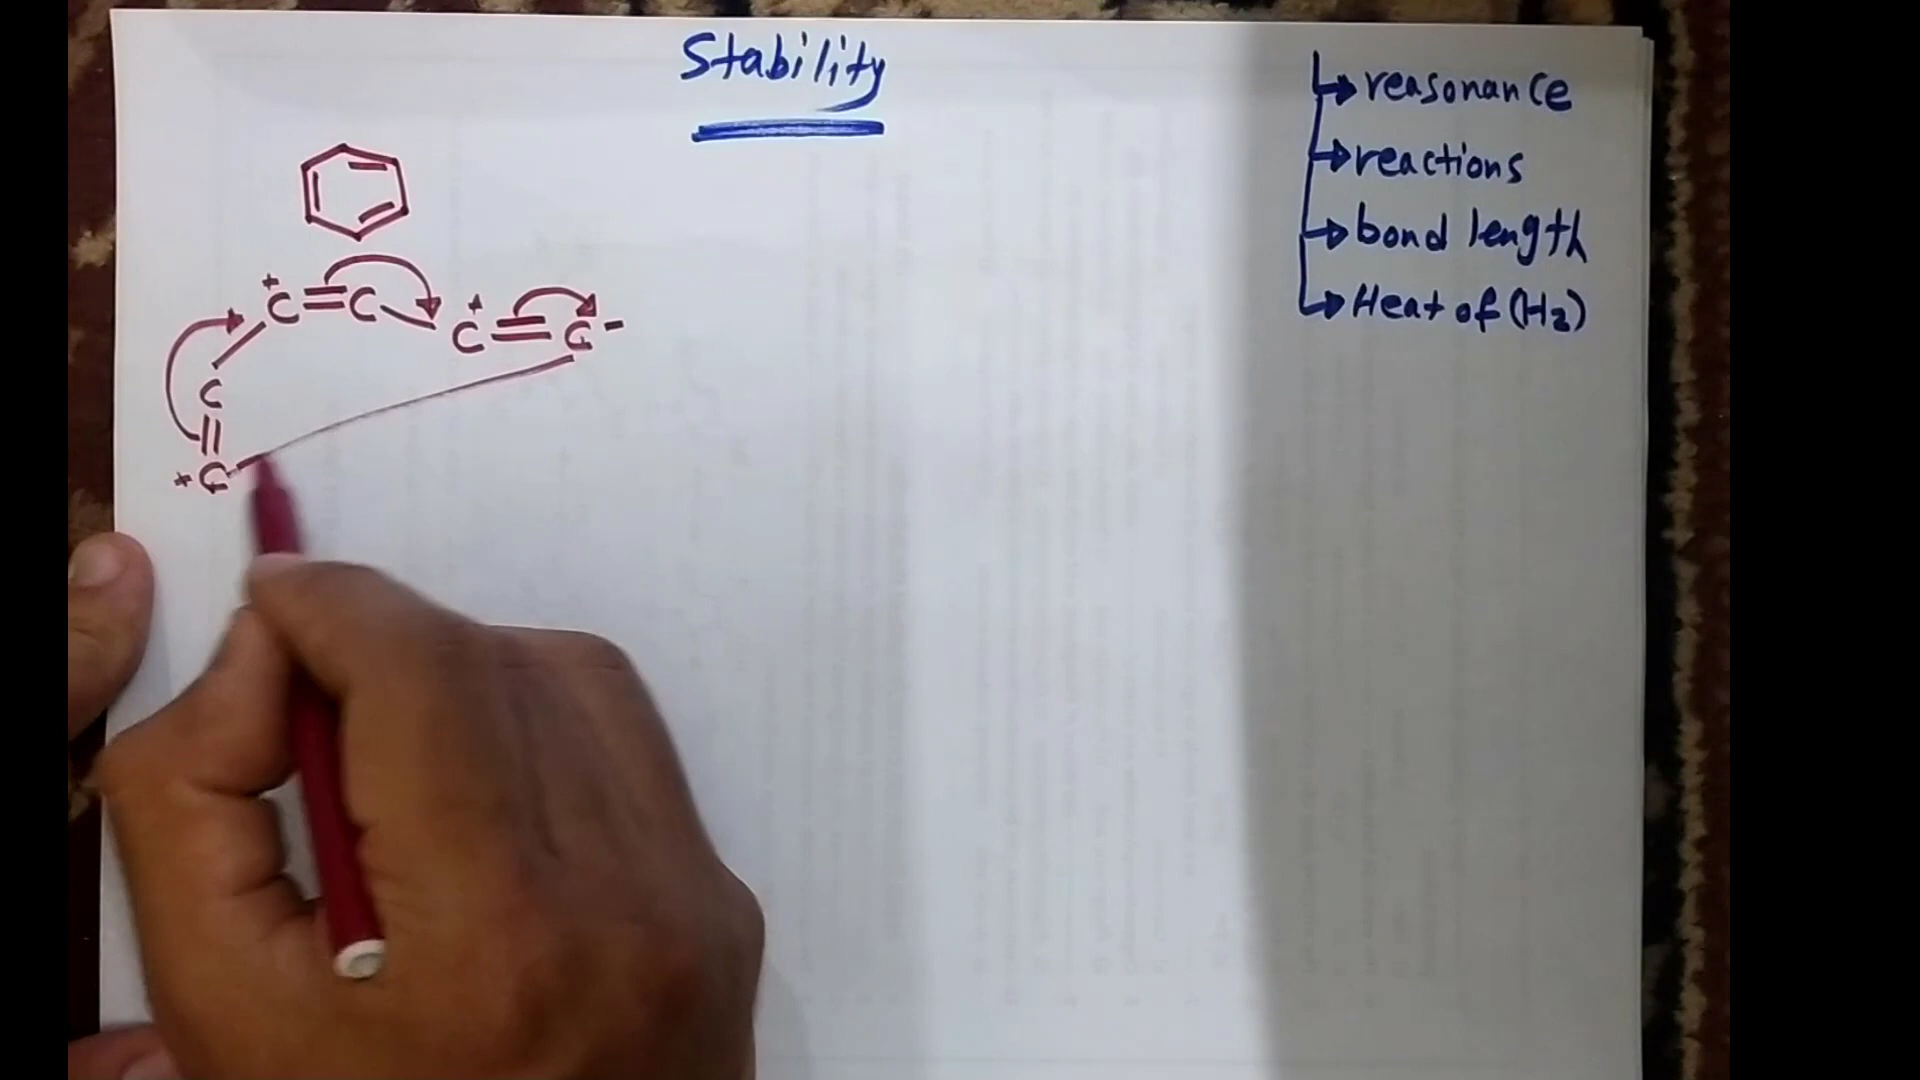 Stability
reasonance
reactions
bond length
Heat of (H2)
+ C = C
+ C = C -
C
=
+ C